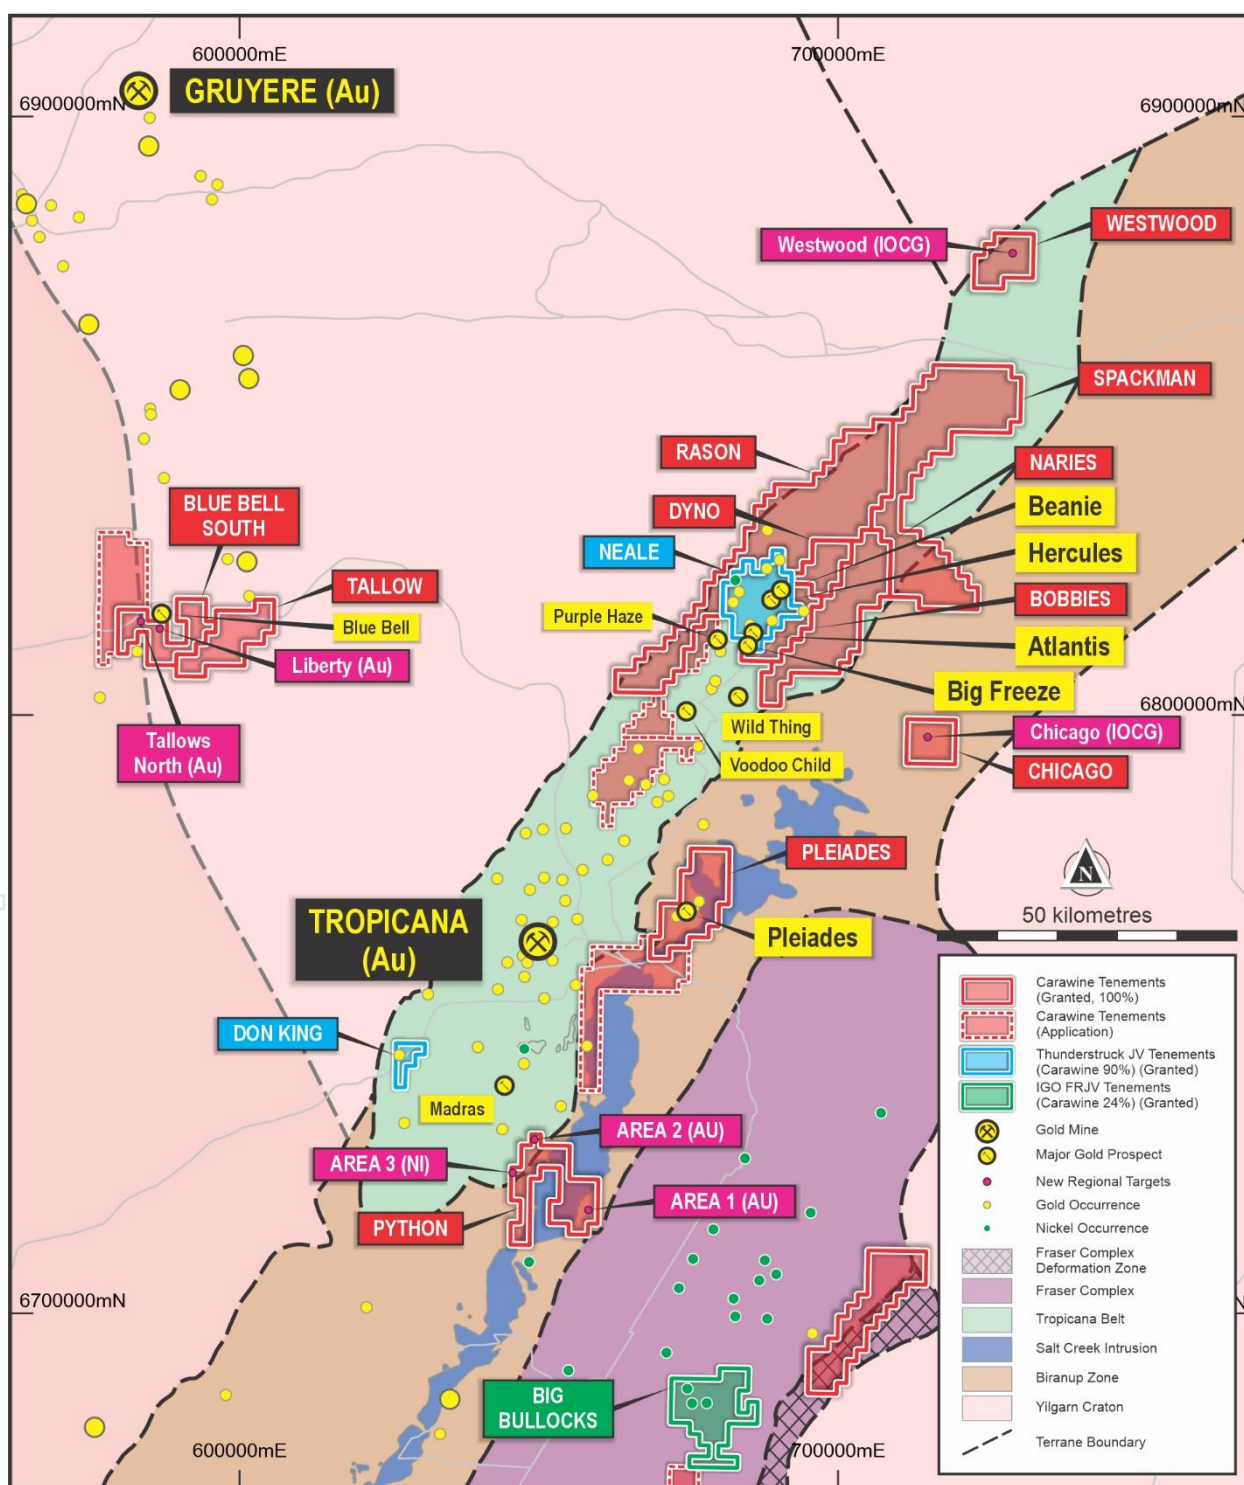 600000mE
700000mE
GRUYERE (Au)
6900000mN
6900000mN
WESTWOOD
Westwood (IOCG)
SPACKMAN
RASON
NARIES
BLUE BELL
SOUTH
DYNO
Beanie
NEALE
Hercules
TALLOW
BOBBIES
Purple Haze
Blue Bell
Atlantis
Liberty (Au)
Big Freeze
6800000mN
Tallows
North (Au)
Wild Thing
Chicago (IOCG)
Voodoo Child
CHICAGO
PLEIADES
N
50 kilometres
TROPICANA
(Au)
Pleiades
DON KING
Madras
AREA 2 (AU)
AREA 3 (NI)
AREA 1 (AU)
PYTHON
6700000mN
N
BIG
BULLOCKS
600000mE
700000mE
Carawine Tenements
(Granted, 100%)
Carawine Tenements
(Application)
Thunderstruck JV Tenements
(Carawine 90%) (Granted)
IGO FRJV Tenements
(Carawine 24%) (Granted)
Gold Mine
Major Gold Prospect
New Regional Targets
Gold Occurrence
Nickel Occurrence
Fraser Complex
Deformation Zone
Fraser Complex
Tropicana Belt
Salt Creek Intrusion
Biranup Zone
Yilgarn Craton
Terrane Boundary